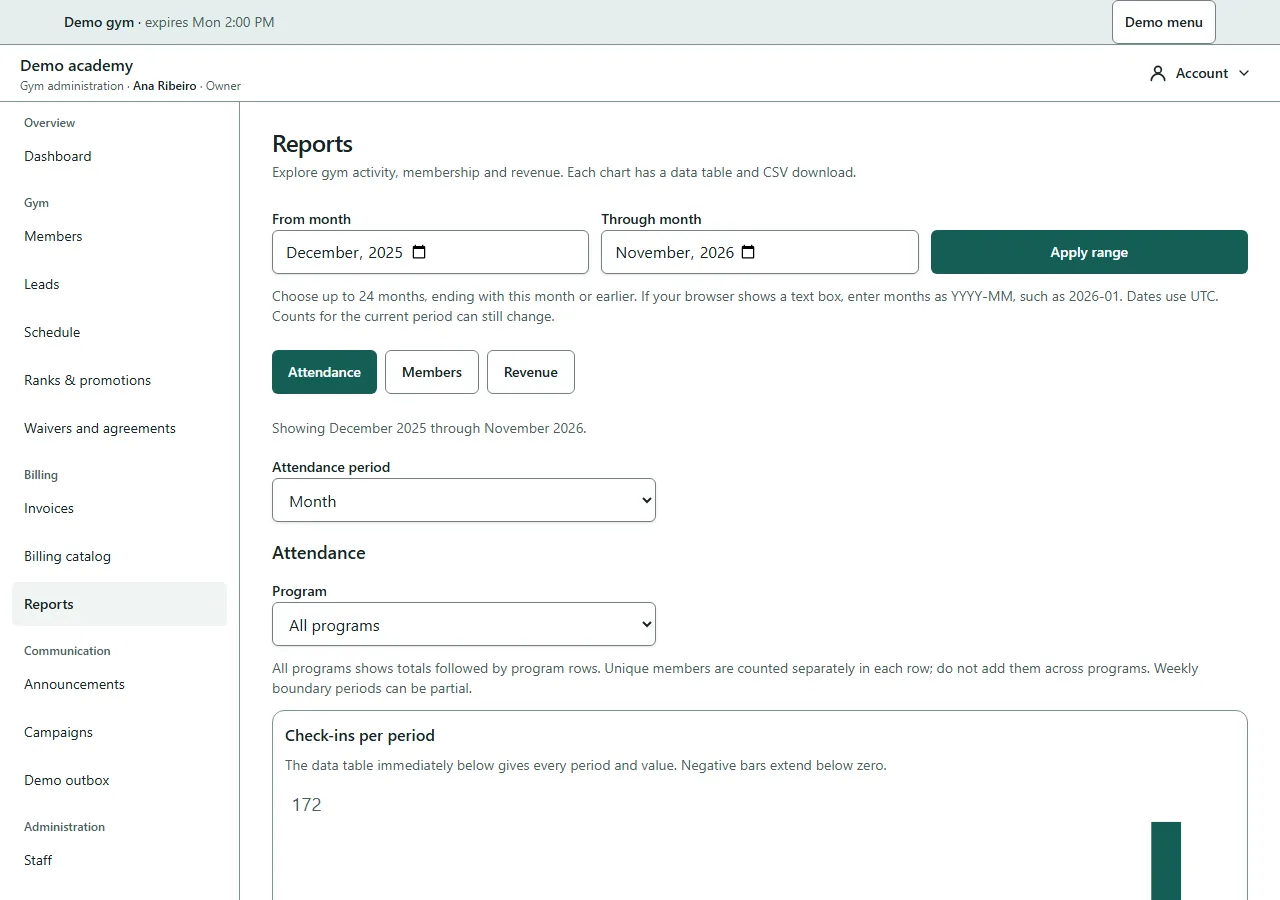 Demo gym · expires Mon 2:00 PM
Demo menu
Demo academy
Gym administration · Ana Ribeiro · Owner
Account
Overview
Dashboard
Gym
Members
Leads
Schedule
Ranks & promotions
Waivers and agreements
Billing
Invoices
Billing catalog
Reports
Communication
Announcements
Campaigns
Demo outbox
Administration
Staff
Reports
Explore gym activity, membership and revenue. Each chart has a data table and CSV download.
From month
December, 2025
Through month
November, 2026
Apply range
Choose up to 24 months, ending with this month or earlier. If your browser shows a text box, enter months as YYYY-MM, such as 2026-01. Dates use UTC.
Counts for the current period can still change.
Attendance
Members
Revenue
Showing December 2025 through November 2026.
Attendance period
Month
Attendance
Program
All programs
All programs shows totals followed by program rows. Unique members are counted separately in each row; do not add them across programs. Weekly
boundary periods can be partial.
Check-ins per period
The data table immediately below gives every period and value. Negative bars extend below zero.
172